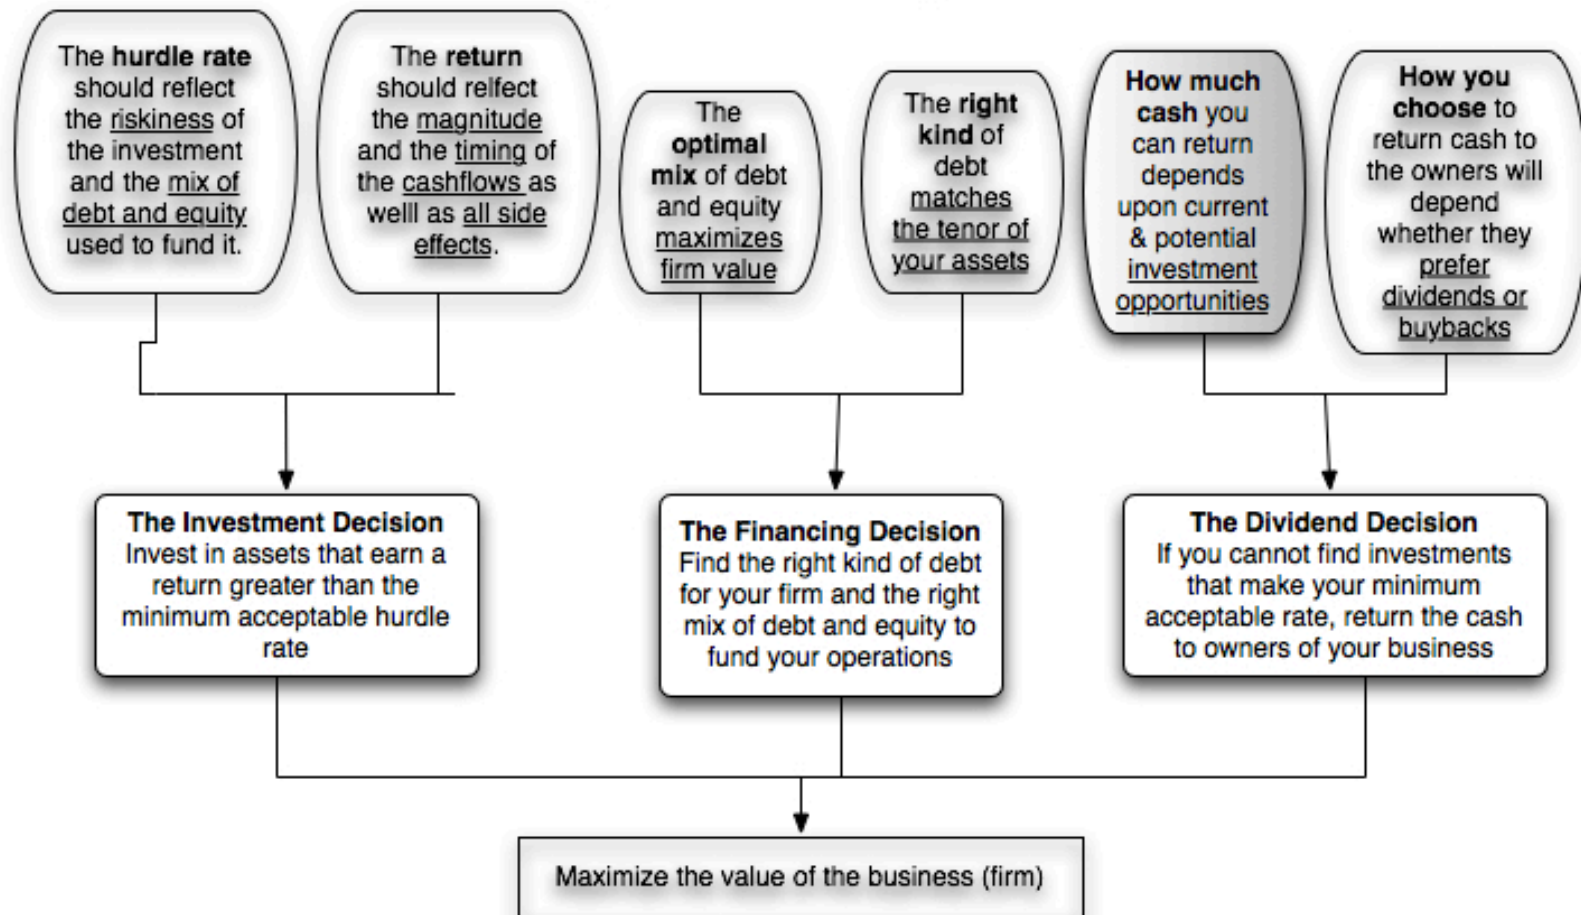 The hurdle rate
should reflect
the riskiness of
the investment
and the mix of
debt and equity
used to fund it.
The return
should relfect
the magnitude
and the timing of
the cashflows as
welll as all side
effects.
The
optimal
mix of debt
and equity
maximizes
firm value
The right
kind of
debt
matches
the tenor of
your assets
How much
cash you
can return
depends
upon current
& potential
investment
opportunities
How you
choose to
return cash to
the owners will
depend
whether they
prefer
dividends or
buybacks
The Investment Decision
Invest in assets that earn a
return greater than the
minimum acceptable hurdle
rate
The Financing Decision
Find the right kind of debt
for your firm and the right
mix of debt and equity to
fund your operations
The Dividend Decision
If you cannot find investments
that make your minimum
acceptable rate, return the cash
to owners of your business
Maximize the value of the business (firm)